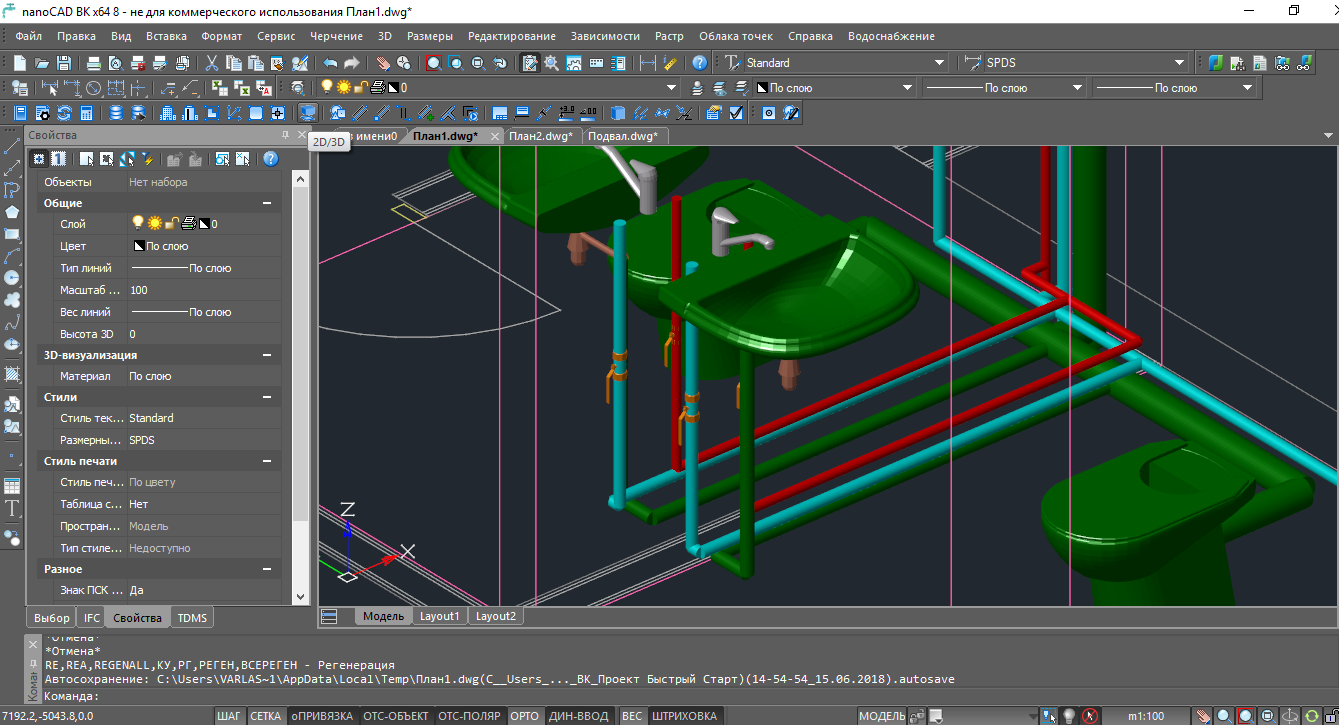 nanoCAD ВК x64 8 - не для коммерческого использования План1.dwg*
Файл Правка Вид Вставка Формат Сервис Черчение 3D Размеры Редактирование Зависимости Растр Облака точек Справка Водоснабжение
Standard SPDS
0 По слою По слою По слою
Свойства
2D/3D
имени0 План1.dwg* План2.dwg* Подвал.dwg*
Объекты Нет набора
Общие
Слой 0
Цвет По слою
Тип линий По слою
Масштаб ... 100
Вес линий По слою
Высота 3D 0
3D-визуализация
Материал По слою
Стили
Стиль тек... Standard
Размерны... SPDS
Стиль печати
Стиль печ... По цвету
Таблица с... Нет
Простран... Модель
Тип стиле... Недоступно
Разное
Знак ПСК ... Да
Z
X
Выбор IFC Свойства TDMS
Модель Layout1 Layout2
*Отмена*
*Отмена*
RE,REA,REGENALL,КУ,РГ,РЕГЕН,ВСЕРЕГЕН - Регенерация
Автосохранение: C:\Users\VARLAS~1\AppData\Local\Temp\План1.dwg(C__Users_..._ВК_Проект Быстрый Старт)(14-54-54_15.06.2018).autosave
Команда:
7192.2,-5043.8,0.0 ШАГ СЕТКА оПРИВЯЗКА ОТС-ОБЪЕКТ ОТС-ПОЛЯР ОРТО ДИН-ВВОД ВЕС ШТРИХОВКА МОДЕЛЬ m1:100